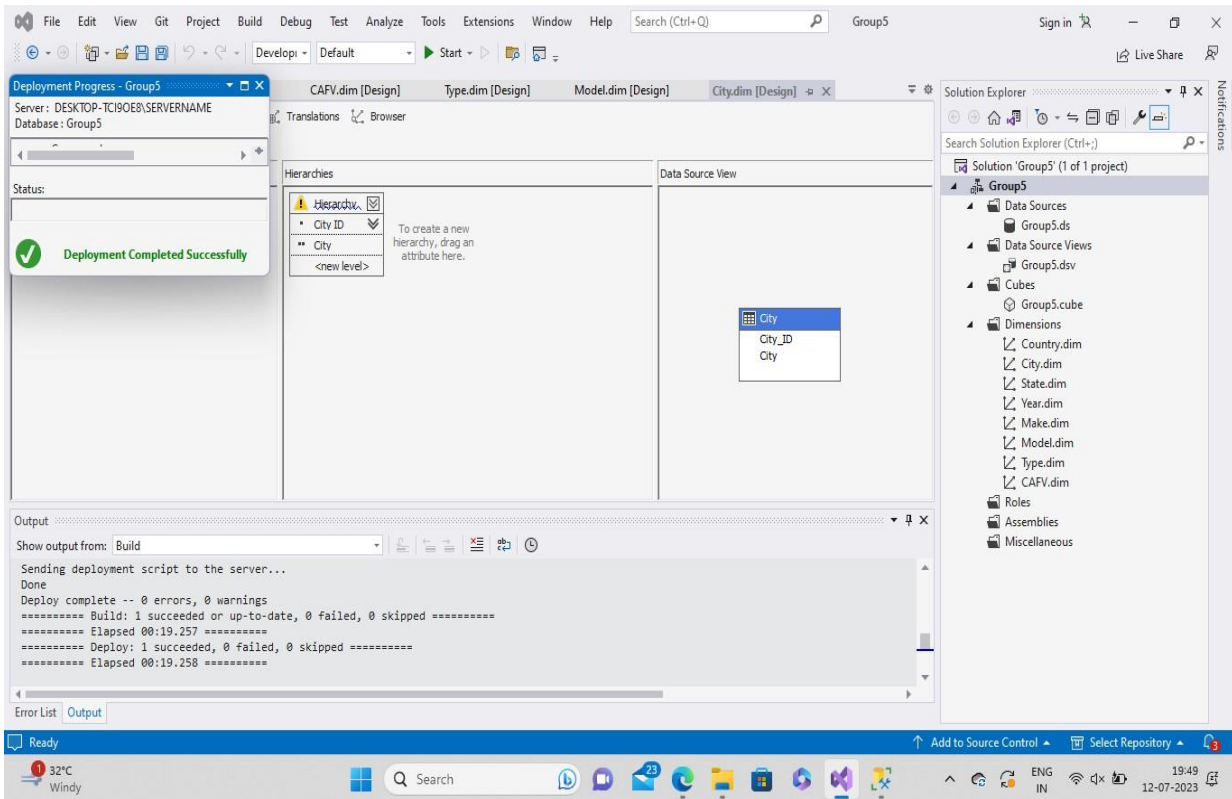 File Edit View Git Project Build Debug Test Analyze Tools Extensions Window Help Search (Ctrl+Q) Group5 Sign in
Default Start Live Share
Deployment Progress - Group5
Server : DESKTOP-TCI9OE8\SERVERNAME
Database : Group5
Status:
Deployment Completed Successfully
CAFV.dim [Design] Type.dim [Design] Model.dim [Design] City.dim [Design]
Translations Browser
Hierarchies
Hierarchy
City ID
City
<new level>
To create a new
hierarchy, drag an
attribute here.
Data Source View
City
City_ID
City
Solution Explorer
Search Solution Explorer (Ctrl+;)
Solution 'Group5' (1 of 1 project)
Group5
Data Sources
Group5.ds
Data Source Views
Group5.dsv
Cubes
Group5.cube
Dimensions
Country.dim
City.dim
State.dim
Year.dim
Make.dim
Model.dim
Type.dim
CAFV.dim
Roles
Assemblies
Miscellaneous
Notifications
Output
Show output from: Build
Sending deployment script to the server...
Done
Deploy complete -- 0 errors, 0 warnings
========== Build: 1 succeeded or up-to-date, 0 failed, 0 skipped ==========
========== Elapsed 00:19.257 ==========
========== Deploy: 1 succeeded, 0 failed, 0 skipped ==========
========== Elapsed 00:19.258 ==========
Error List Output
Ready Add to Source Control Select Repository 3
1 32°C
Windy
Search
23
ENG
IN
19:49
12-07-2023